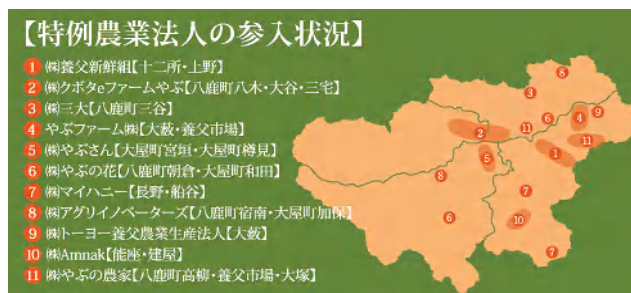 【特例農業法人の参入状況】
1 ㈱養父新鮮組【十二所・上野】
2 ㈱クボタeファームやぶ【八鹿町八木・大谷・三宅】
3 ㈱三大【八鹿町三谷】
4 やぶファーム㈱【大薮・養父市場】
5 ㈱やぶさん【大屋町宮垣・大屋町樽見】
6 ㈱やぶの花【八鹿町朝倉・大屋町和田】
7 ㈱マイハニー【長野・船谷】
8 ㈱アグリイノベーターズ【八鹿町宿南・大屋町加保】
9 ㈱トーヨー養父農業生産法人【大薮】
10 ㈱Amnak【能座・建屋】
11 ㈱やぶの農家【八鹿町高柳・養父市場・大塚】
8
3
9
6
4
11
2
11
1
5
8
7
6
10
7